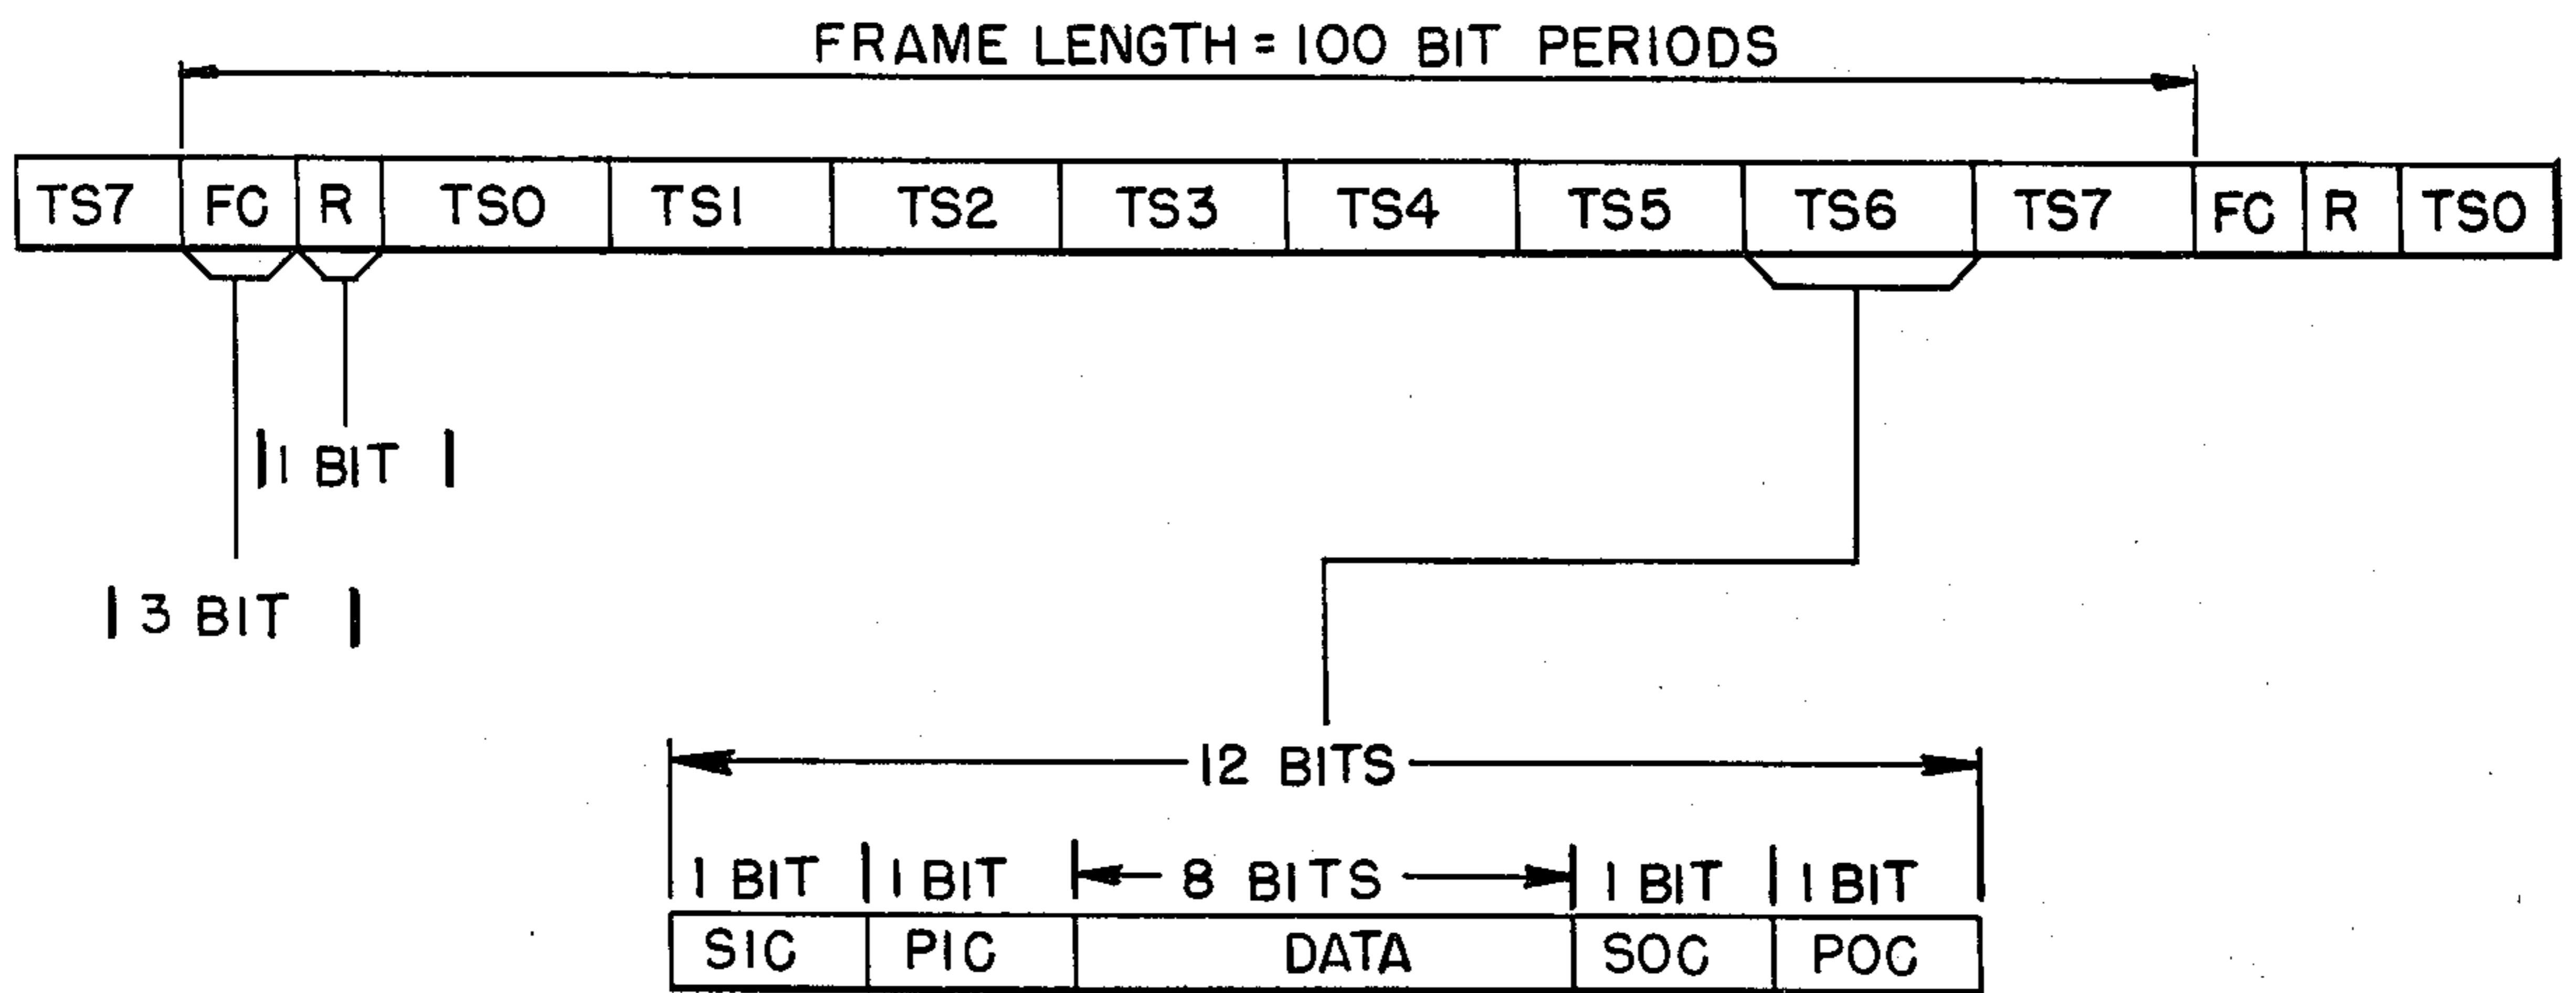 FRAME LENGTH = 100 BIT PERIODS
TS7 FC R TS0 TS1 TS2 TS3 TS4 TS5 TS6 TS7 FC R TS0
1 BIT
3 BIT
12 BITS
1 BIT 1 BIT 8 BITS 1 BIT 1 BIT
SIC PIC DATA SOC POC